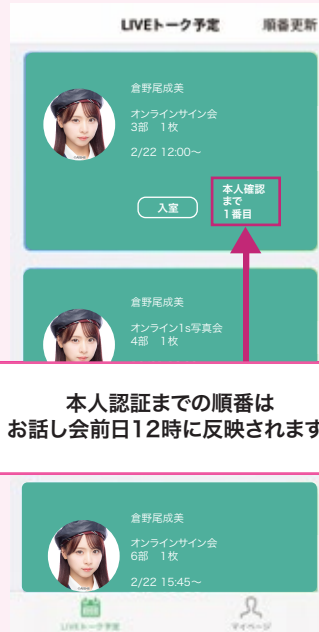 LIVEトーク予定
順番更新
倉野尾成美
オンラインサイン会
3部 1枚
2/22 12:00〜
入室
本人確認
まで
1番目
倉野尾成美
オンライン1s写真会
4部 1枚
本人認証までの順番は
お話し会前日12時に反映されます
倉野尾成美
オンラインサイン会
6部 1枚
2/22 15:45〜
LIVEトーク予定
マイページ